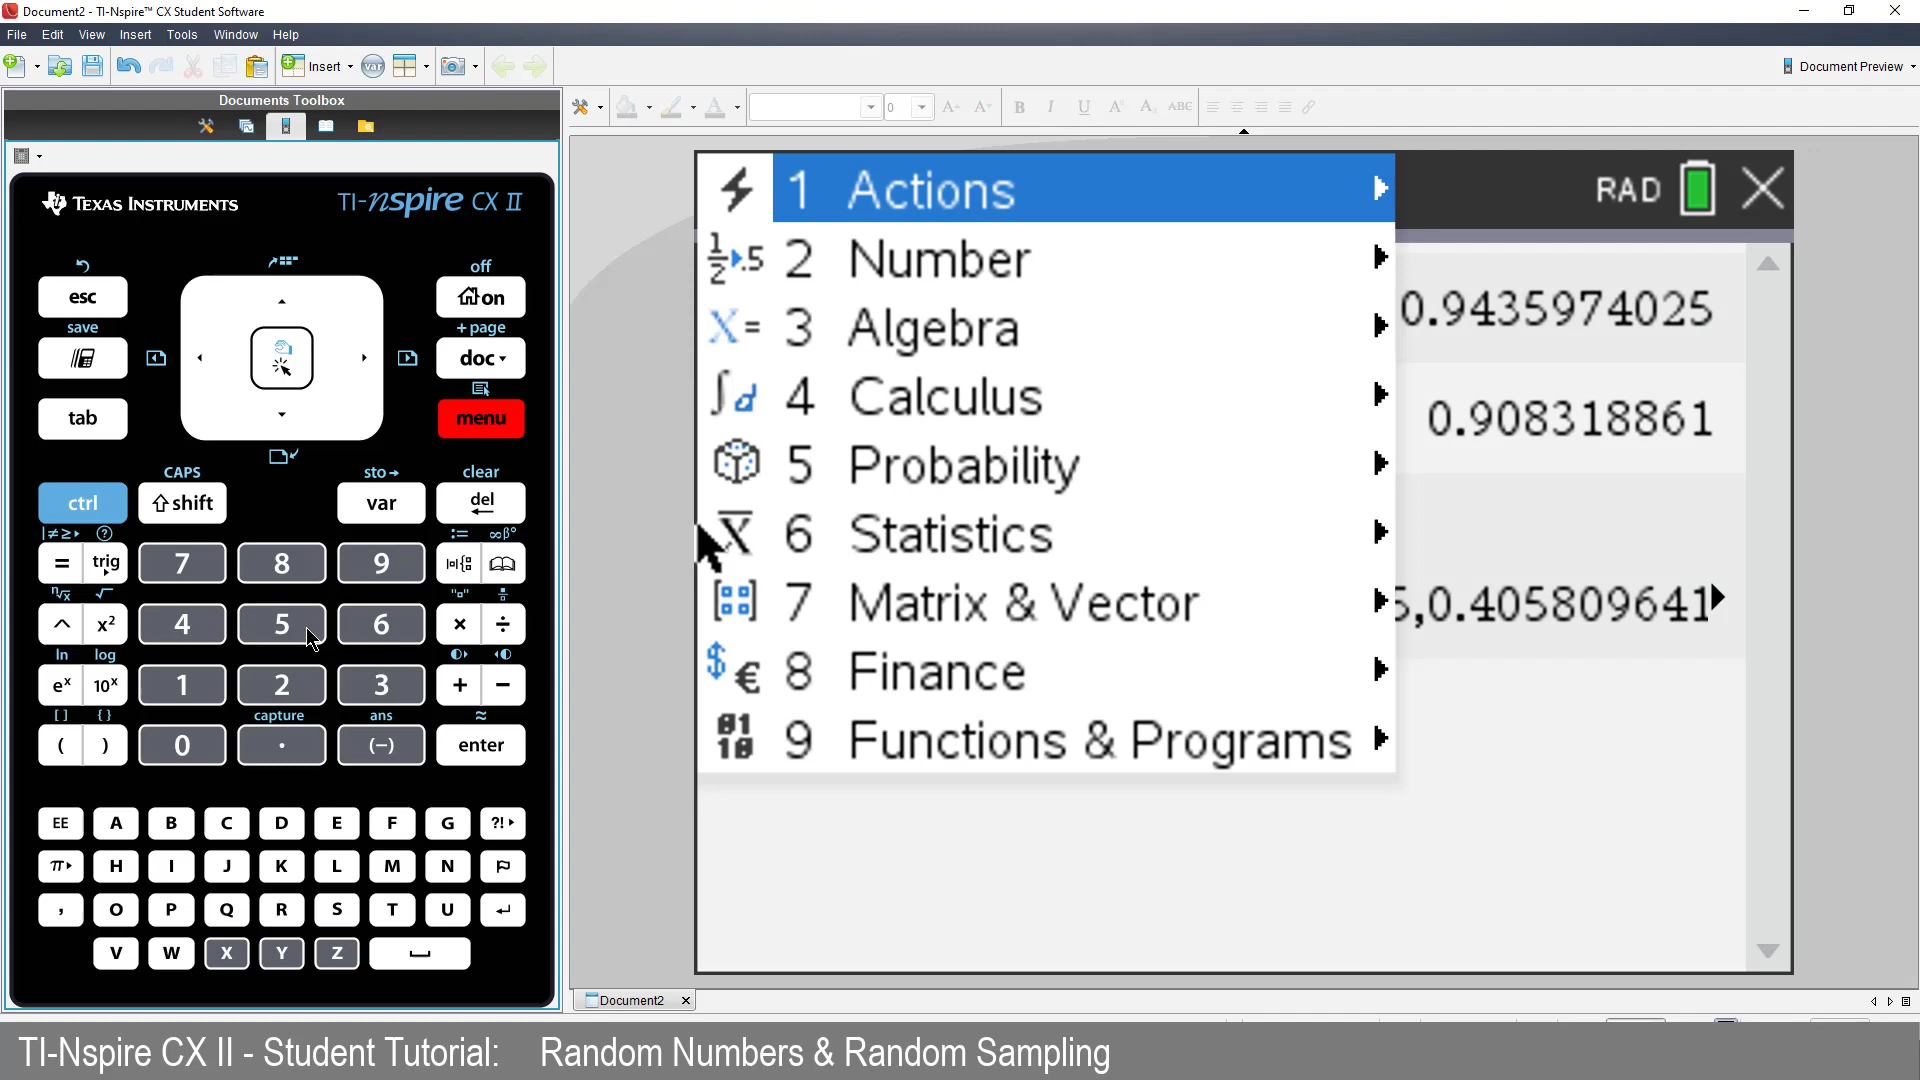 Document2 - TI-Nspire™ CX Student Software
File Edit View Insert Tools Window Help
Insert var Document Preview
Documents Toolbox
0 A A B I U A A ABC
TEXAS INSTRUMENTS TI-nspire CX II
off
esc on
save + page
doc
tab menu
CAPS sto→ clear
ctrl shift var del
|≠≥▸ ? := ∞β°
= trig 7 8 9 |□|{
ⁿ√x √ "□"
^ x² 4 5 6 × ÷
ln log
eˣ 10ˣ 1 2 3 + −
[ ] { } capture ans ≈
( ) 0 . (−) enter
EE A B C D E F G ?!▸
π▸ H I J K L M N
, O P Q R S T U ↵
V W X Y Z
1 Actions
2 Number
3 Algebra
4 Calculus
5 Probability
6 Statistics
7 Matrix & Vector
8 Finance
9 Functions & Programs
RAD
0.9435974025
0.908318861
5,0.405809641
Document2
TI-Nspire CX II - Student Tutorial: Random Numbers & Random Sampling